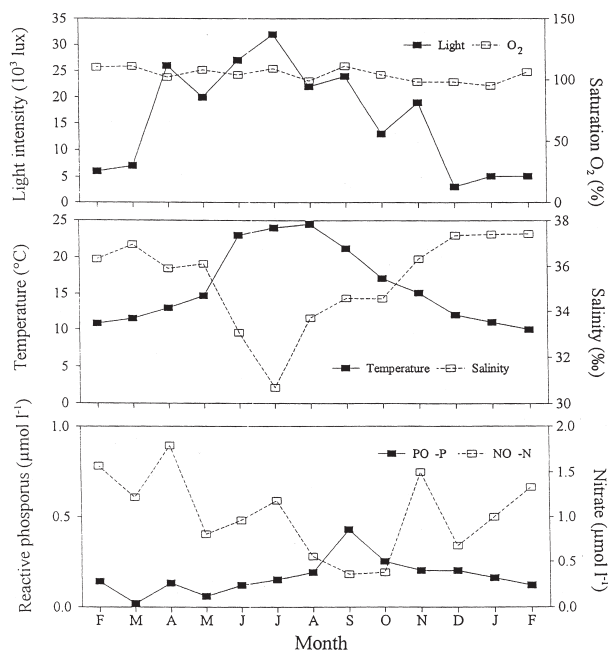 35
30
25
20
15
10
5
0
Light intensity (10³ lux)
Light
O₂
150
100
50
0
Saturation O₂ (%)
25
20
15
10
5
0
Temperature (°C)
Temperature
Salinity
38
36
34
32
30
Salinity (‰)
1.0
0.5
0.0
Reactive phosporus (µmol l⁻¹)
PO -P
NO -N
2.0
1.5
1.0
0.5
0.0
Nitrate (µmol l⁻¹)
F M A M J J A S O N D J F
Month